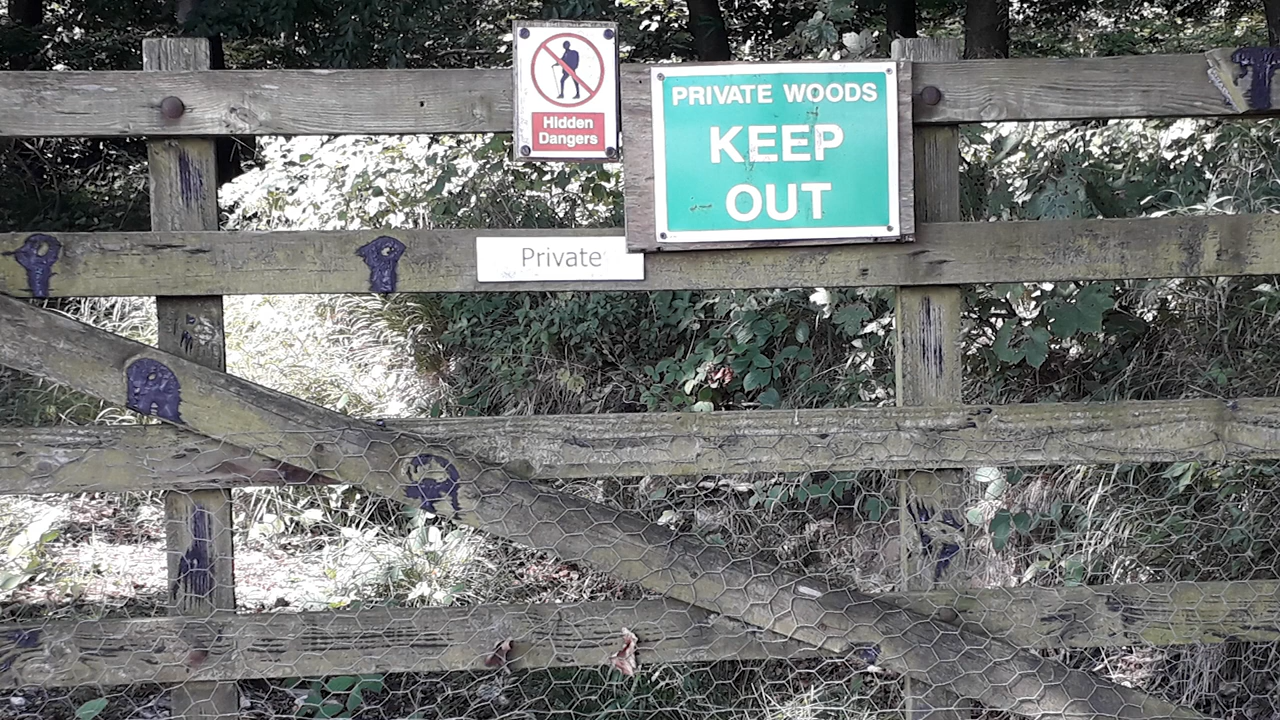 Hidden
Dangers
PRIVATE WOODS
KEEP
OUT
Private